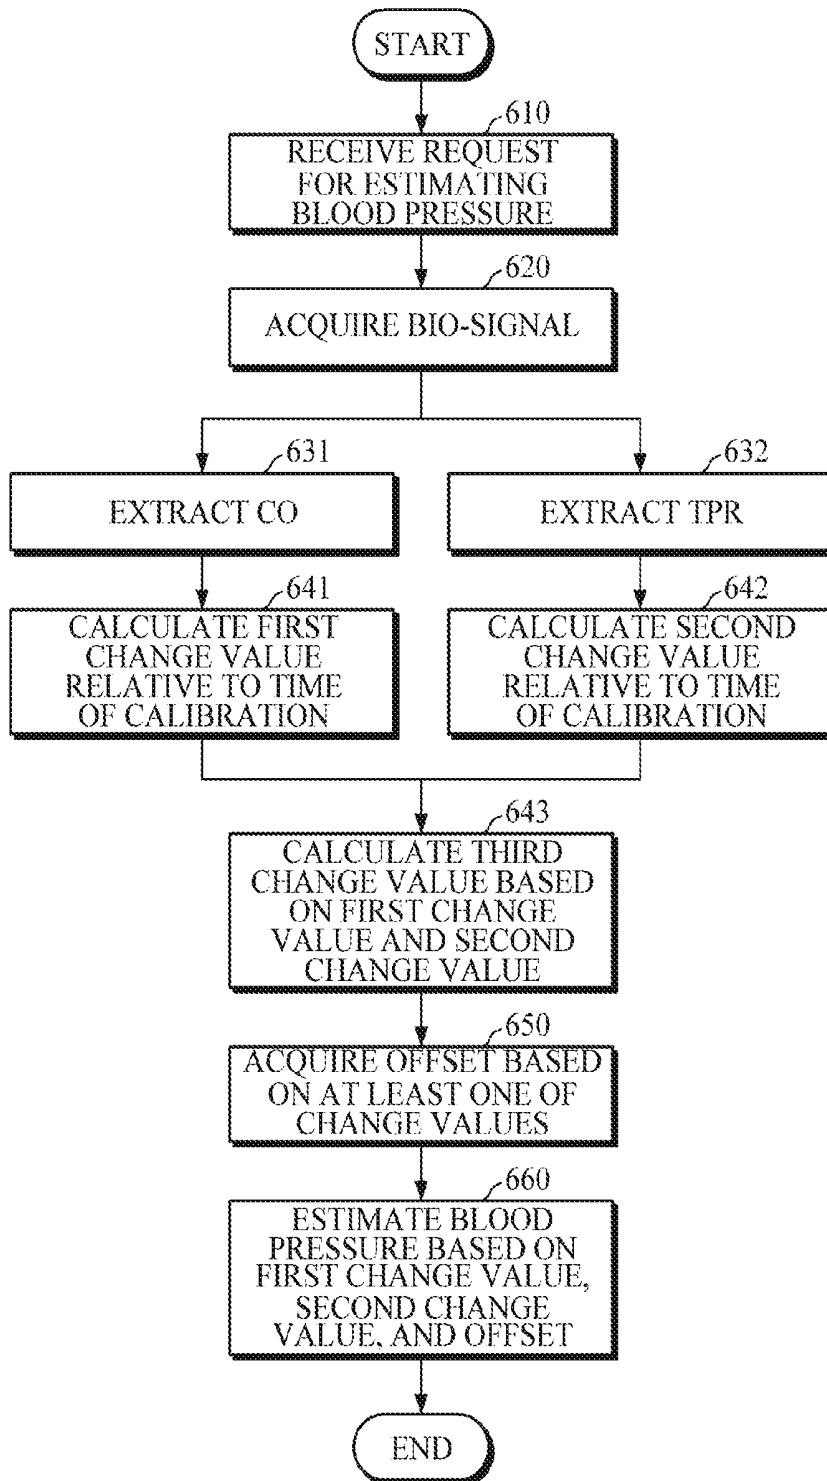 START
610
RECEIVE REQUEST
FOR ESTIMATING
BLOOD PRESSURE
620
ACQUIRE BIO-SIGNAL
631
EXTRACT CO
632
EXTRACT TPR
641
CALCULATE FIRST
CHANGE VALUE
RELATIVE TO TIME
OF CALIBRATION
642
CALCULATE SECOND
CHANGE VALUE
RELATIVE TO TIME
OF CALIBRATION
643
CALCULATE THIRD
CHANGE VALUE BASED
ON FIRST CHANGE
VALUE AND SECOND
CHANGE VALUE
650
ACQUIRE OFFSET BASED
ON AT LEAST ONE OF
CHANGE VALUES
660
ESTIMATE BLOOD
PRESSURE BASED ON
FIRST CHANGE VALUE,
SECOND CHANGE
VALUE, AND OFFSET
END